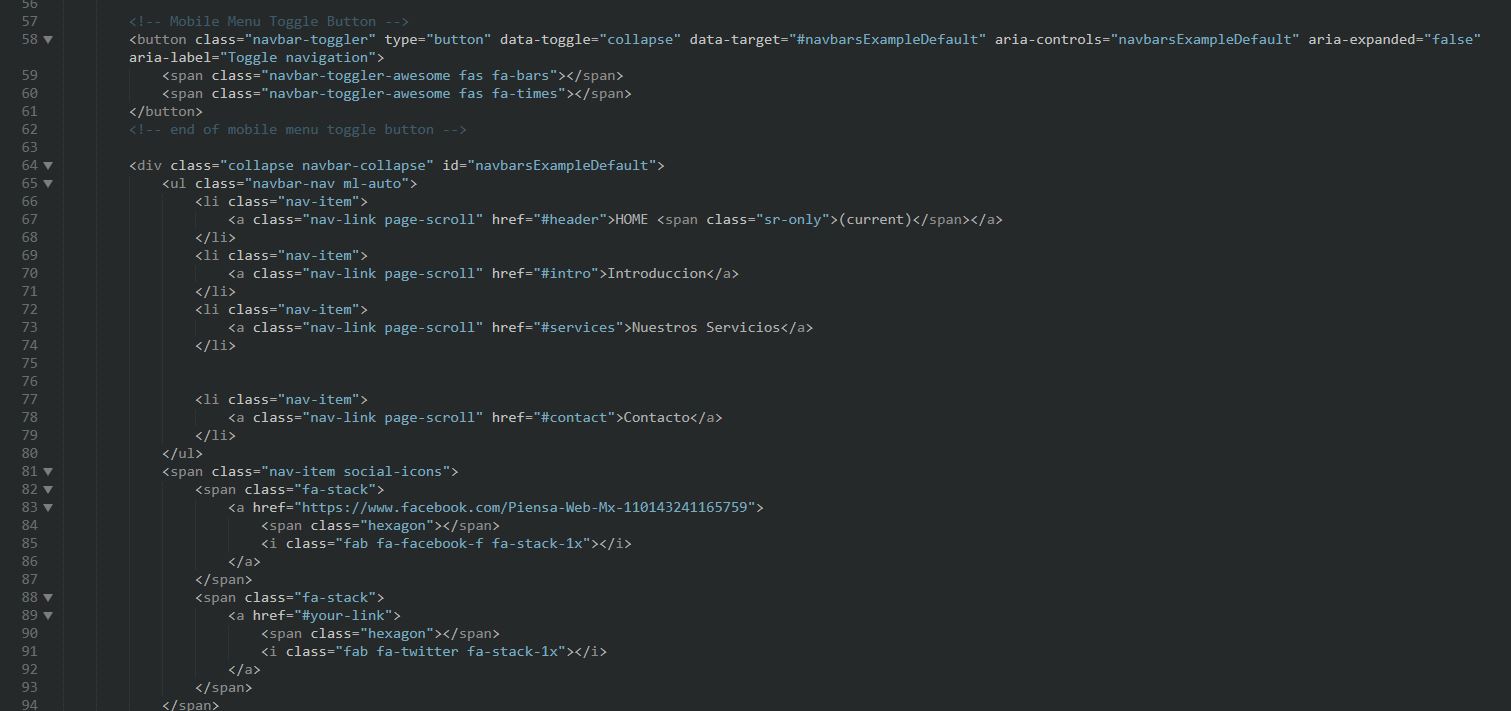 56
57 <!-- Mobile Menu Toggle Button -->
58 <button class="navbar-toggler" type="button" data-toggle="collapse" data-target="#navbarsExampleDefault" aria-controls="navbarsExampleDefault" aria-expanded="false"
aria-label="Toggle navigation">
59 <span class="navbar-toggler-awesome fas fa-bars"></span>
60 <span class="navbar-toggler-awesome fas fa-times"></span>
61 </button>
62 <!-- end of mobile menu toggle button -->
63
64 <div class="collapse navbar-collapse" id="navbarsExampleDefault">
65 <ul class="navbar-nav ml-auto">
66 <li class="nav-item">
67 <a class="nav-link page-scroll" href="#header">HOME <span class="sr-only">(current)</span></a>
68 </li>
69 <li class="nav-item">
70 <a class="nav-link page-scroll" href="#intro">Introduccion</a>
71 </li>
72 <li class="nav-item">
73 <a class="nav-link page-scroll" href="#services">Nuestros Servicios</a>
74 </li>
75
76
77 <li class="nav-item">
78 <a class="nav-link page-scroll" href="#contact">Contacto</a>
79 </li>
80 </ul>
81 <span class="nav-item social-icons">
82 <span class="fa-stack">
83 <a href="https://www.facebook.com/Piensa-Web-Mx-110143241165759">
84 <span class="hexagon"></span>
85 <i class="fab fa-facebook-f fa-stack-1x"></i>
86 </a>
87 </span>
88 <span class="fa-stack">
89 <a href="#your-link">
90 <span class="hexagon"></span>
91 <i class="fab fa-twitter fa-stack-1x"></i>
92 </a>
93 </span>
94 </span>